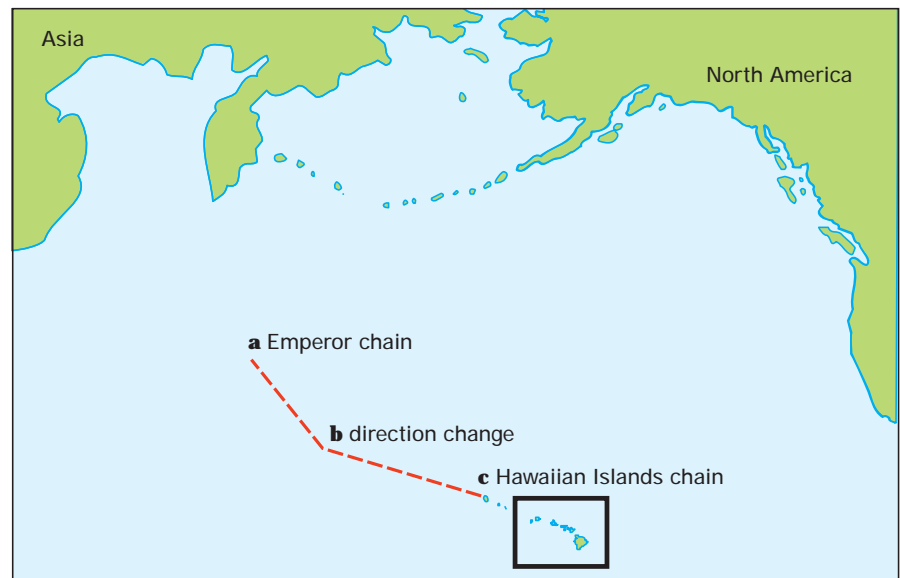 Asia
North America
a Emperor chain
b direction change
c Hawaiian Islands chain